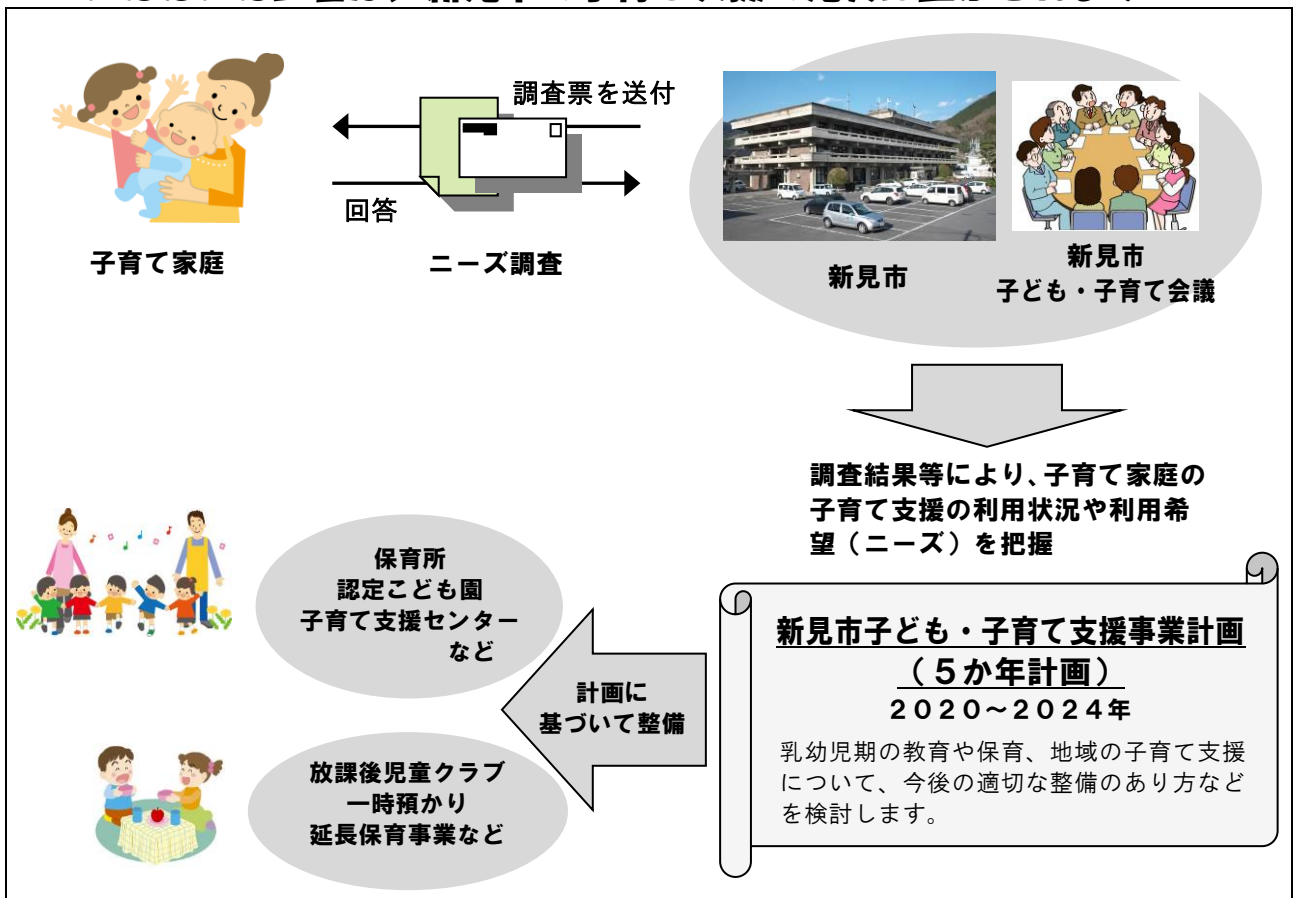 調査票を送付
回答
子育て家庭
ニーズ調査
新見市
新見市
子ども・子育て会議
調査結果等により、子育て家庭の
子育て支援の利用状況や利用希
望（ニーズ）を把握
新見市子ども・子育て支援事業計画
（５か年計画）
２０２０～２０２４年
乳幼児期の教育や保育、地域の子育て支援
について、今後の適切な整備のあり方など
を検討します。
計画に
基づいて整備
保育所
認定こども園
子育て支援センター
など
放課後児童クラブ
一時預かり
延長保育事業など